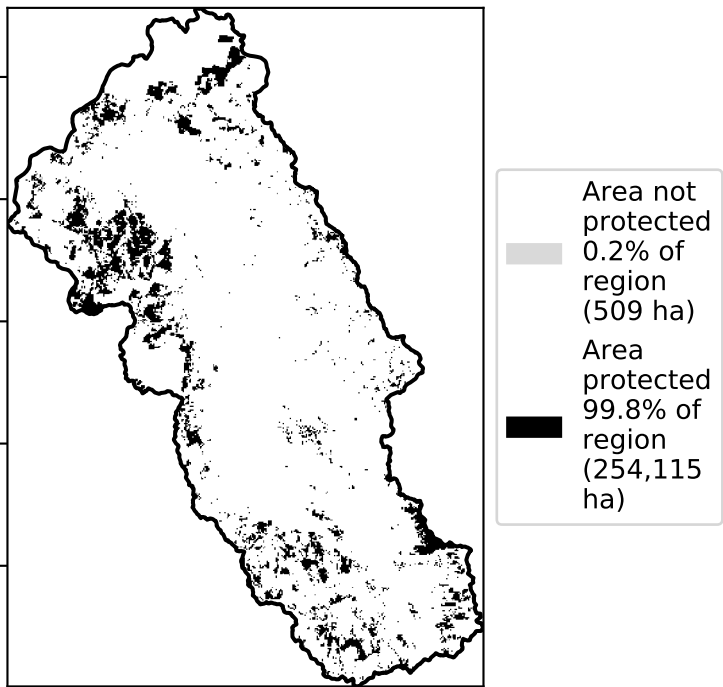 Area not
protected
0.2% of
region
(509 ha)
Area
protected
99.8% of
region
(254,115
ha)